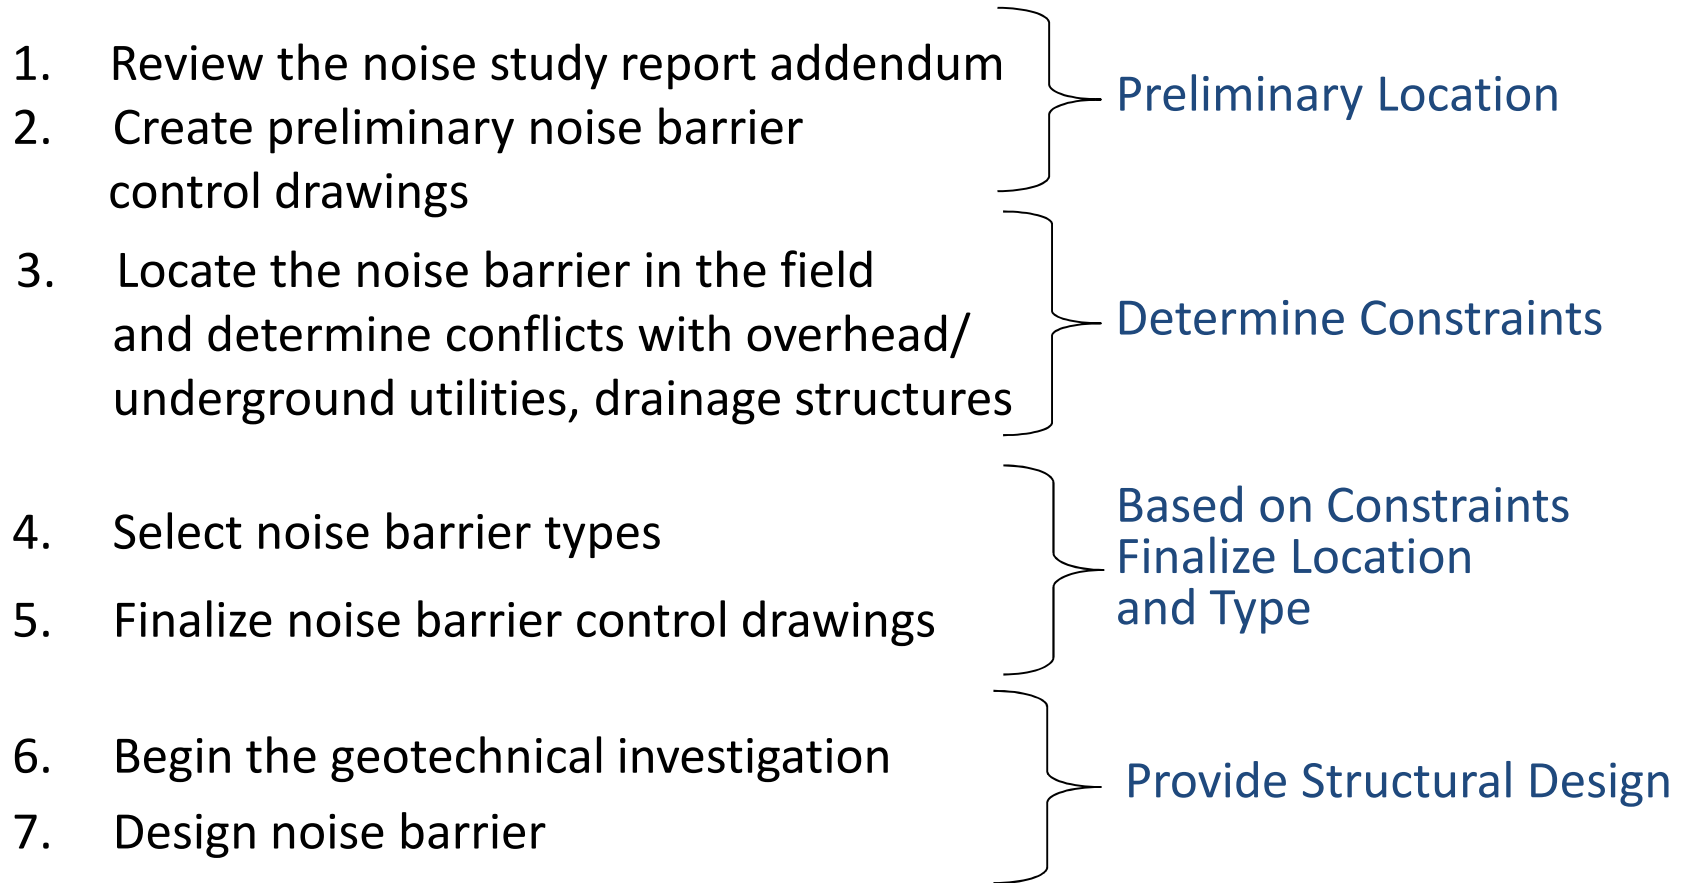 1. Review the noise study report addendum
2. Create preliminary noise barrier
control drawings
Preliminary Location
3. Locate the noise barrier in the field
and determine conflicts with overhead/
underground utilities, drainage structures
Determine Constraints
4. Select noise barrier types
5. Finalize noise barrier control drawings
Based on Constraints
Finalize Location
and Type
6. Begin the geotechnical investigation
7. Design noise barrier
Provide Structural Design